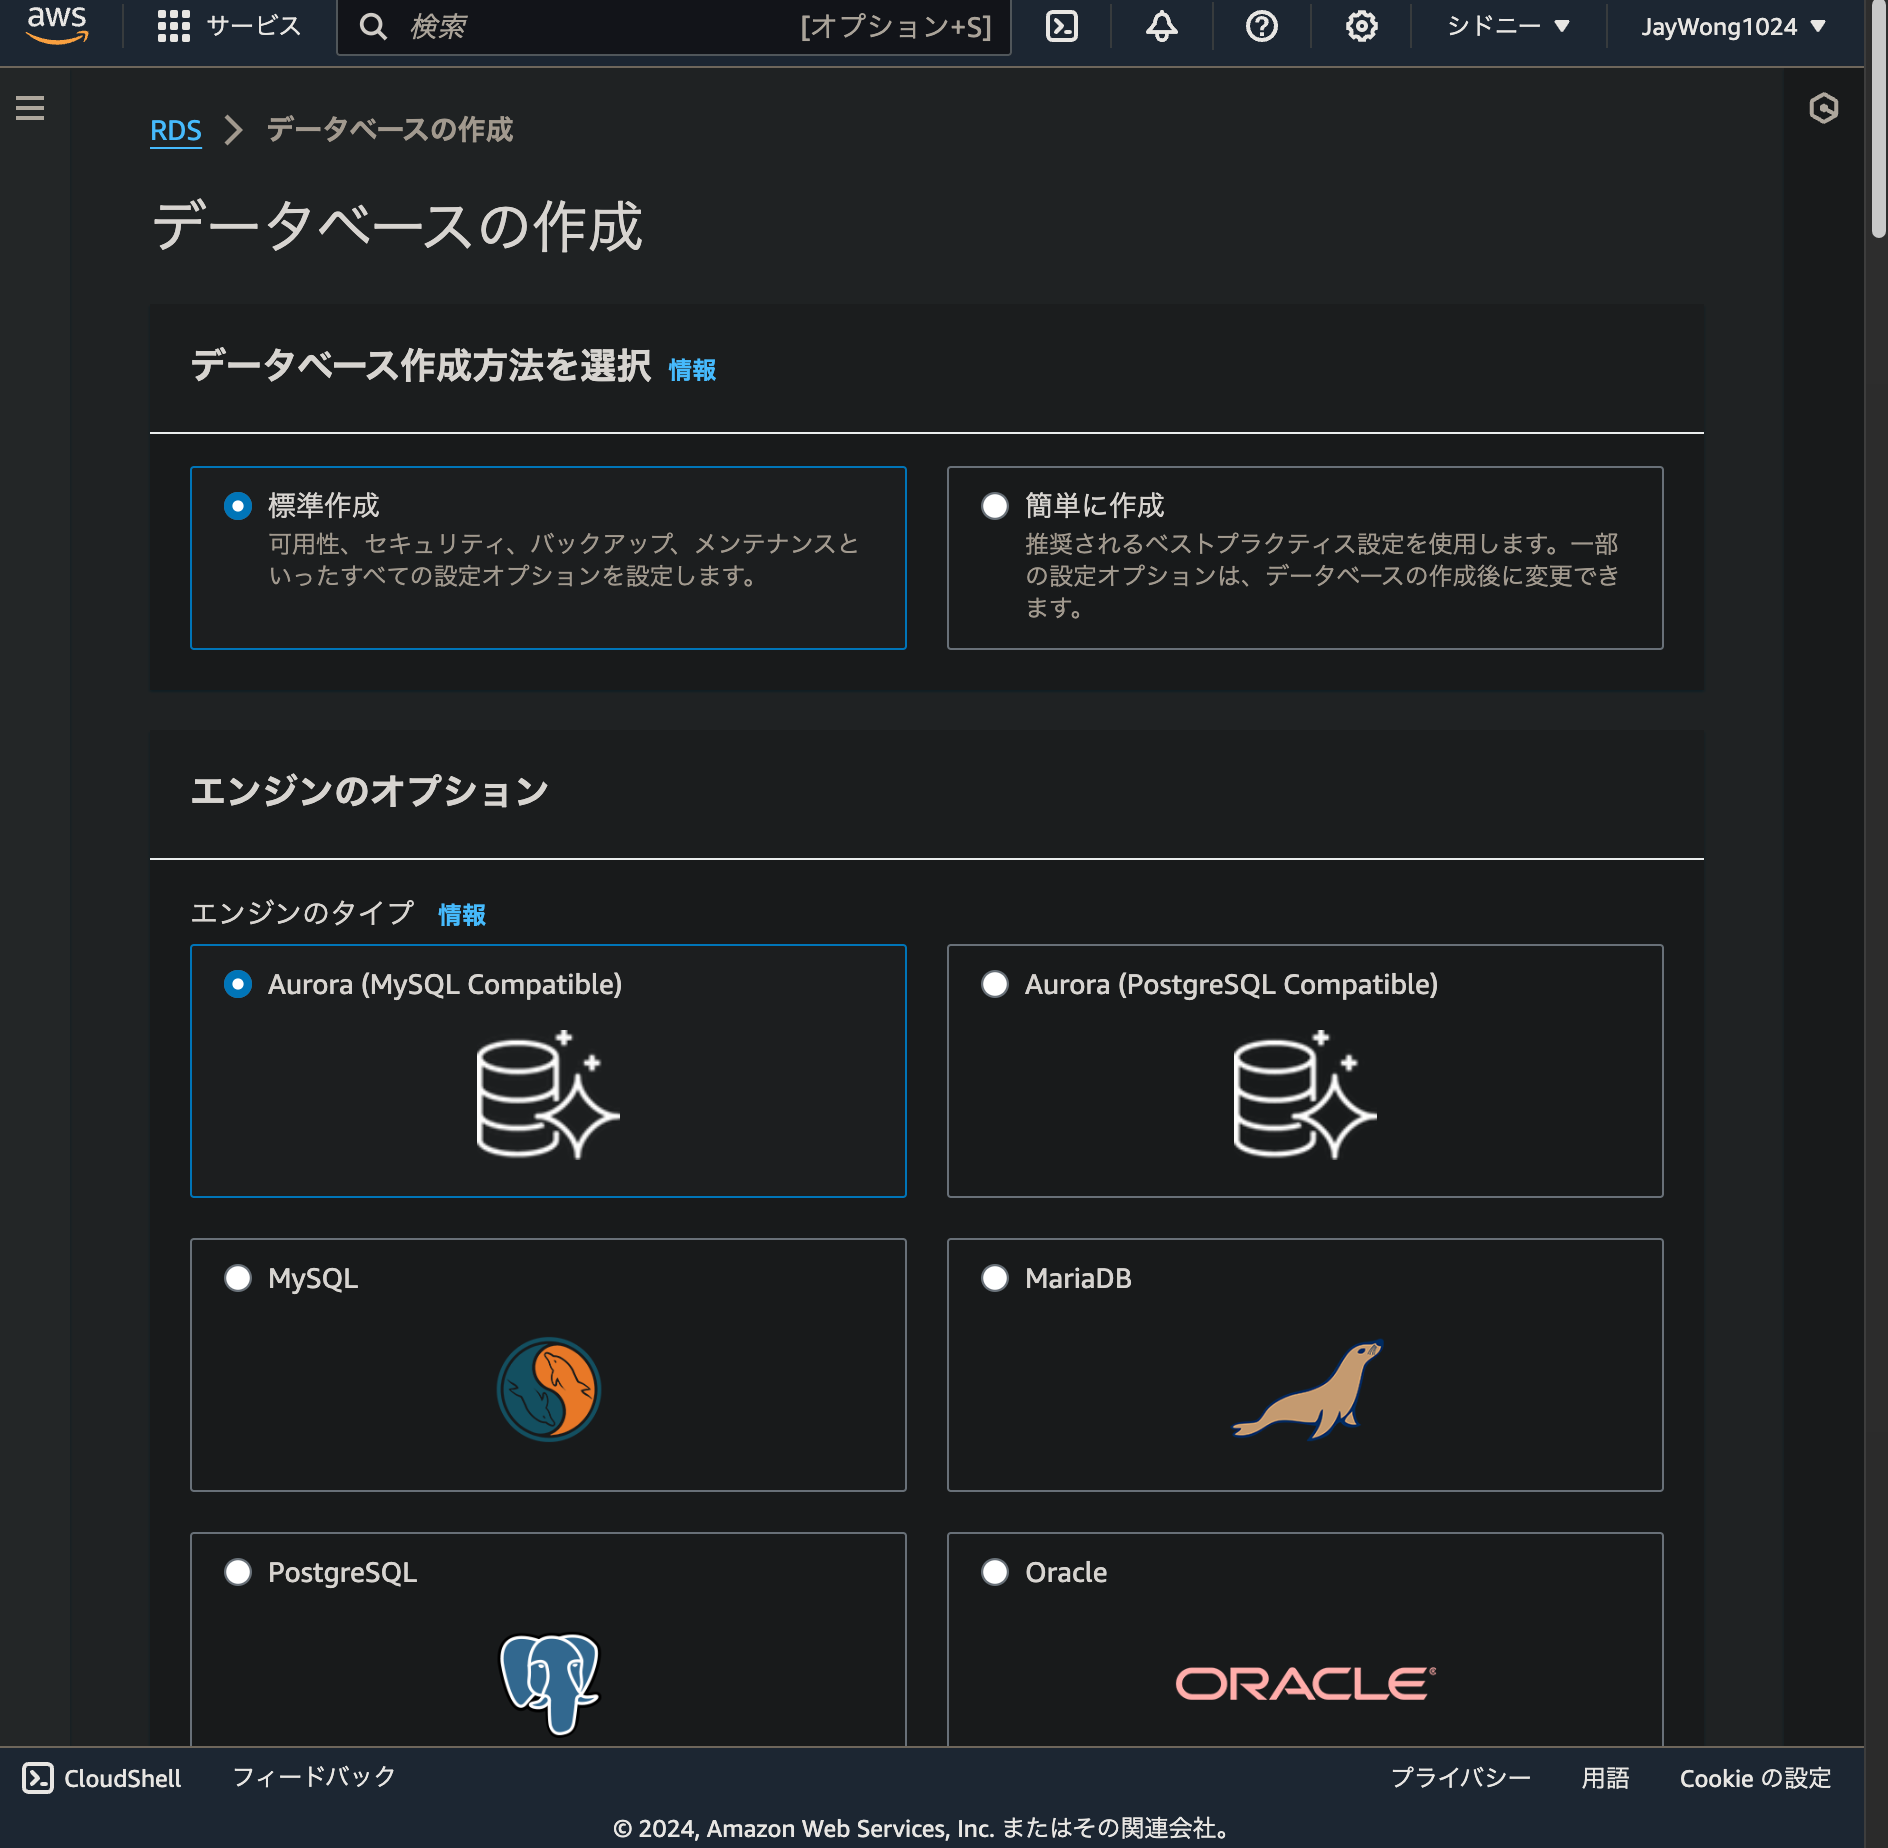 aws
サービス
検索
[オプション+S]
シドニー
JayWong1024
RDS
データベースの作成
データベースの作成
データベース作成方法を選択 情報
標準作成
可用性、セキュリティ、バックアップ、メンテナンスと
いったすべての設定オプションを設定します。
簡単に作成
推奨されるベストプラクティス設定を使用します。一部
の設定オプションは、データベースの作成後に変更でき
ます。
エンジンのオプション
エンジンのタイプ 情報
Aurora (MySQL Compatible)
Aurora (PostgreSQL Compatible)
MySQL
MariaDB
PostgreSQL
Oracle
ORACLE
CloudShell
フィードバック
プライバシー
用語
Cookie の設定
© 2024, Amazon Web Services, Inc. またはその関連会社。